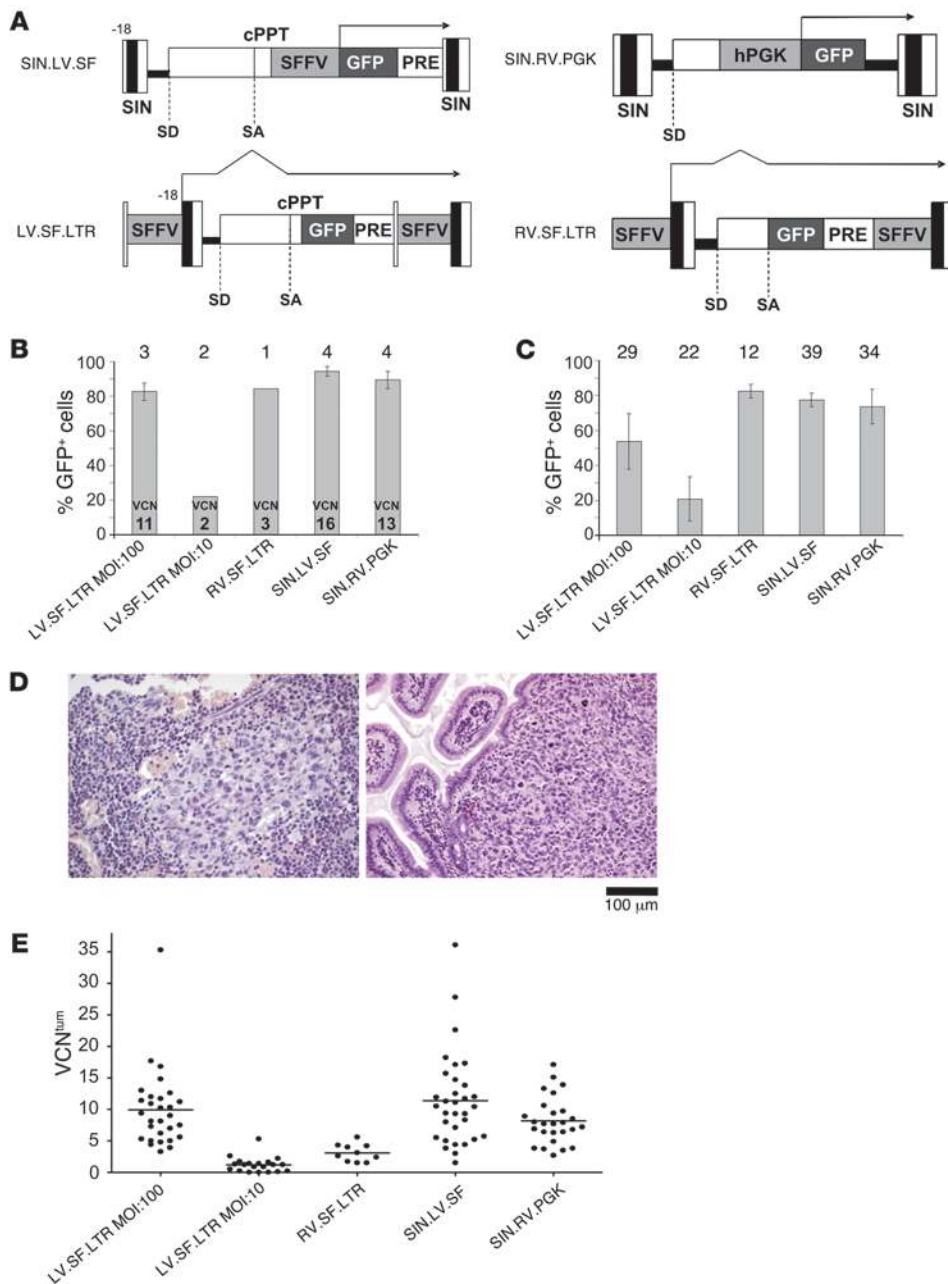 A
-18
cPPT
SIN.LV.SF
SFFV
GFP
PRE
SIN
SIN
SD
SA
SIN.RV.PGK
hPGK
GFP
SIN
SIN
SD
-18
cPPT
LV.SF.LTR
SFFV
GFP
PRE
SFFV
SD
SA
RV.SF.LTR
SFFV
GFP
PRE
SFFV
SD
SA
B
3 2 1 4 4
% GFP+ cells
100
80
60
40
20
0
VCN VCN VCN VCN VCN
11 2 3 16 13
LV.SF.LTR MOI:100
LV.SF.LTR MOI:10
RV.SF.LTR
SIN.LV.SF
SIN.RV.PGK
C
29 22 12 39 34
% GFP+ cells
100
80
60
40
20
0
LV.SF.LTR MOI:100
LV.SF.LTR MOI:10
RV.SF.LTR
SIN.LV.SF
SIN.RV.PGK
D
100 μm
E
VCNtum
35
30
25
20
15
10
5
0
LV.SF.LTR MOI:100
LV.SF.LTR MOI:10
RV.SF.LTR
SIN.LV.SF
SIN.RV.PGK